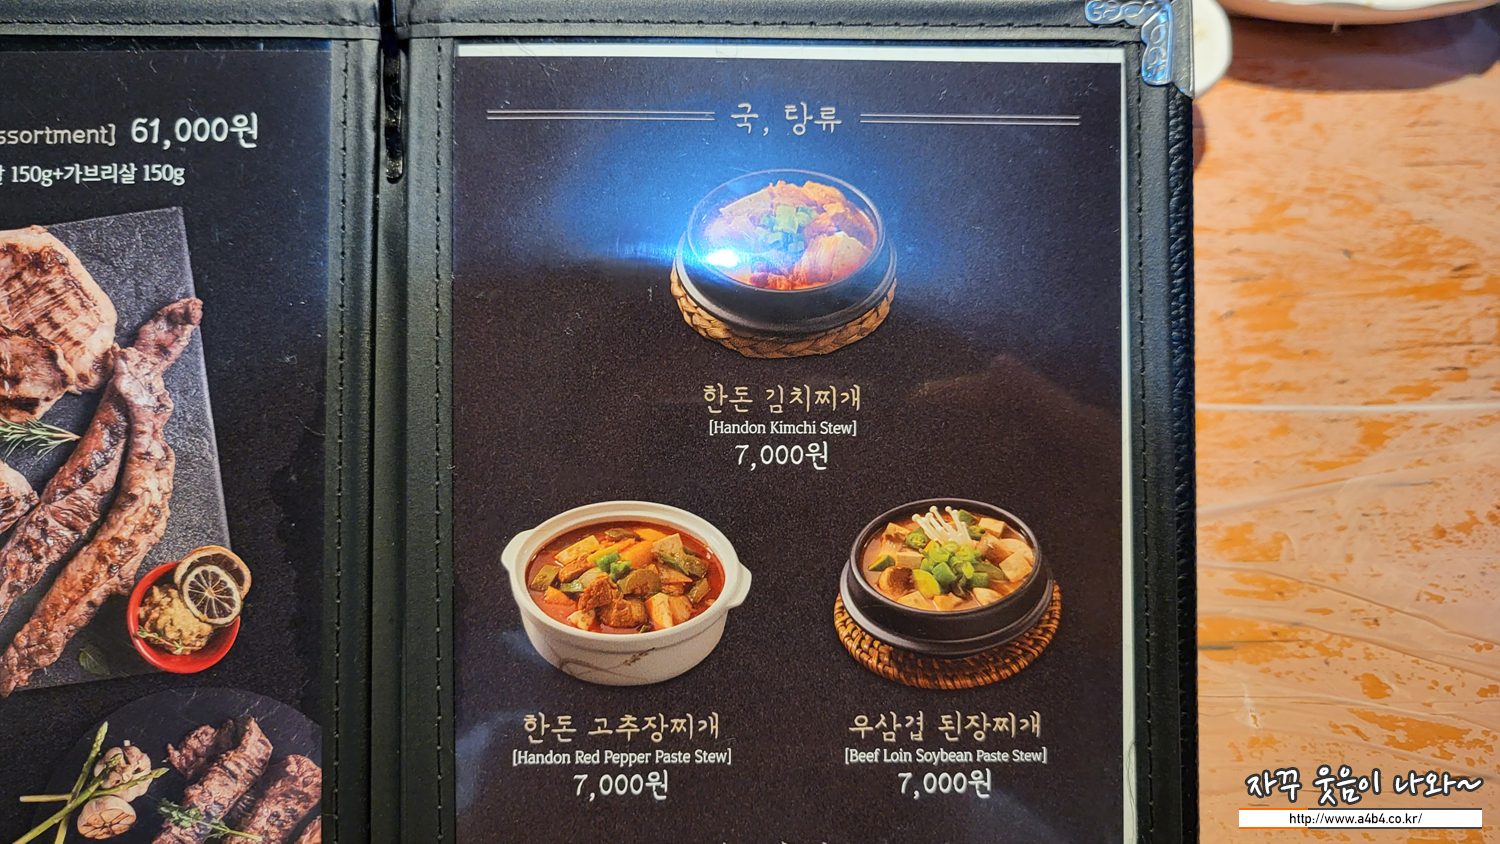 61,000원
150g+가브리살 150g
국, 탕류
한돈 김치찌개
[Handon Kimchi Stew]
7,000원
한돈 고추장찌개
[Handon Red Pepper Paste Stew]
7,000원
우삼겹 된장찌개
[Beef Loin Soybean Paste Stew]
7,000원
자꾸 웃음이 나와~
http://www.a4b4.co.kr/